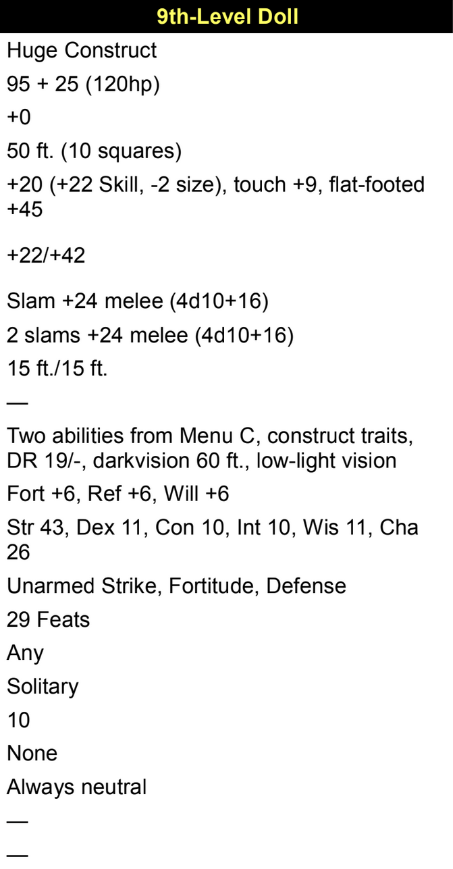 9th-Level Doll
Huge Construct
95 + 25 (120hp)
+0
50 ft. (10 squares)
+20 (+22 Skill, -2 size), touch +9, flat-footed
+45
+22/+42
Slam +24 melee (4d10+16)
2 slams +24 melee (4d10+16)
15 ft./15 ft.
—
Two abilities from Menu C, construct traits,
DR 19/-, darkvision 60 ft., low-light vision
Fort +6, Ref +6, Will +6
Str 43, Dex 11, Con 10, Int 10, Wis 11, Cha
26
Unarmed Strike, Fortitude, Defense
29 Feats
Any
Solitary
10
None
Always neutral
—
—